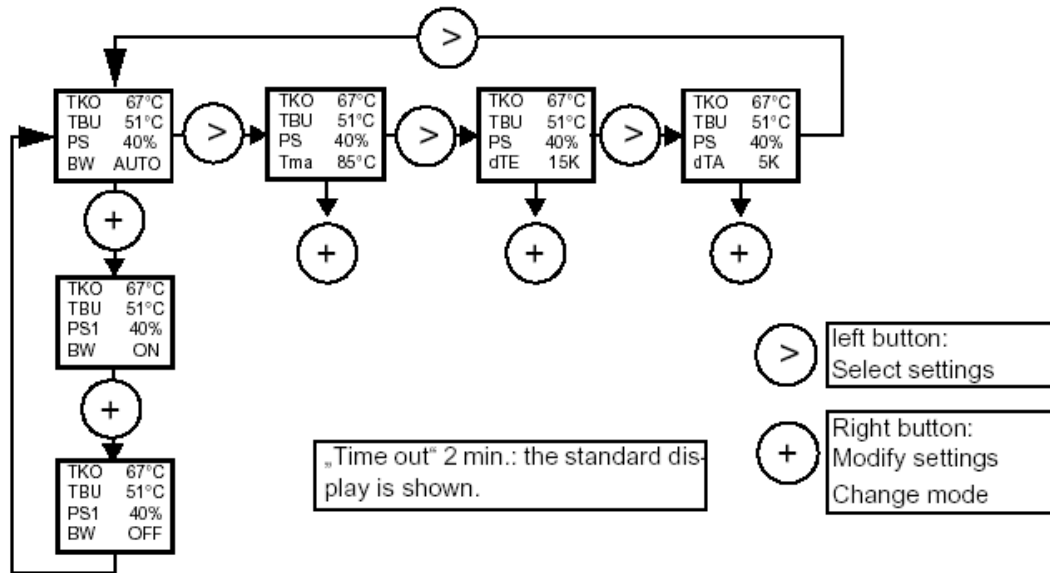 >
TKO 67°C
TBU 51°C
PS 40%
BW AUTO
>
TKO 67°C
TBU 51°C
PS 40%
Tma 85°C
>
TKO 67°C
TBU 51°C
PS 40%
dTE 15K
>
TKO 67°C
TBU 51°C
PS 40%
dTA 5K
+
+
+
+
TKO 67°C
TBU 51°C
PS1 40%
BW ON
+
TKO 67°C
TBU 51°C
PS1 40%
BW OFF
„Time out“ 2 min.: the standard dis-
play is shown.
>
left button:
Select settings
+
Right button:
Modify settings
Change mode